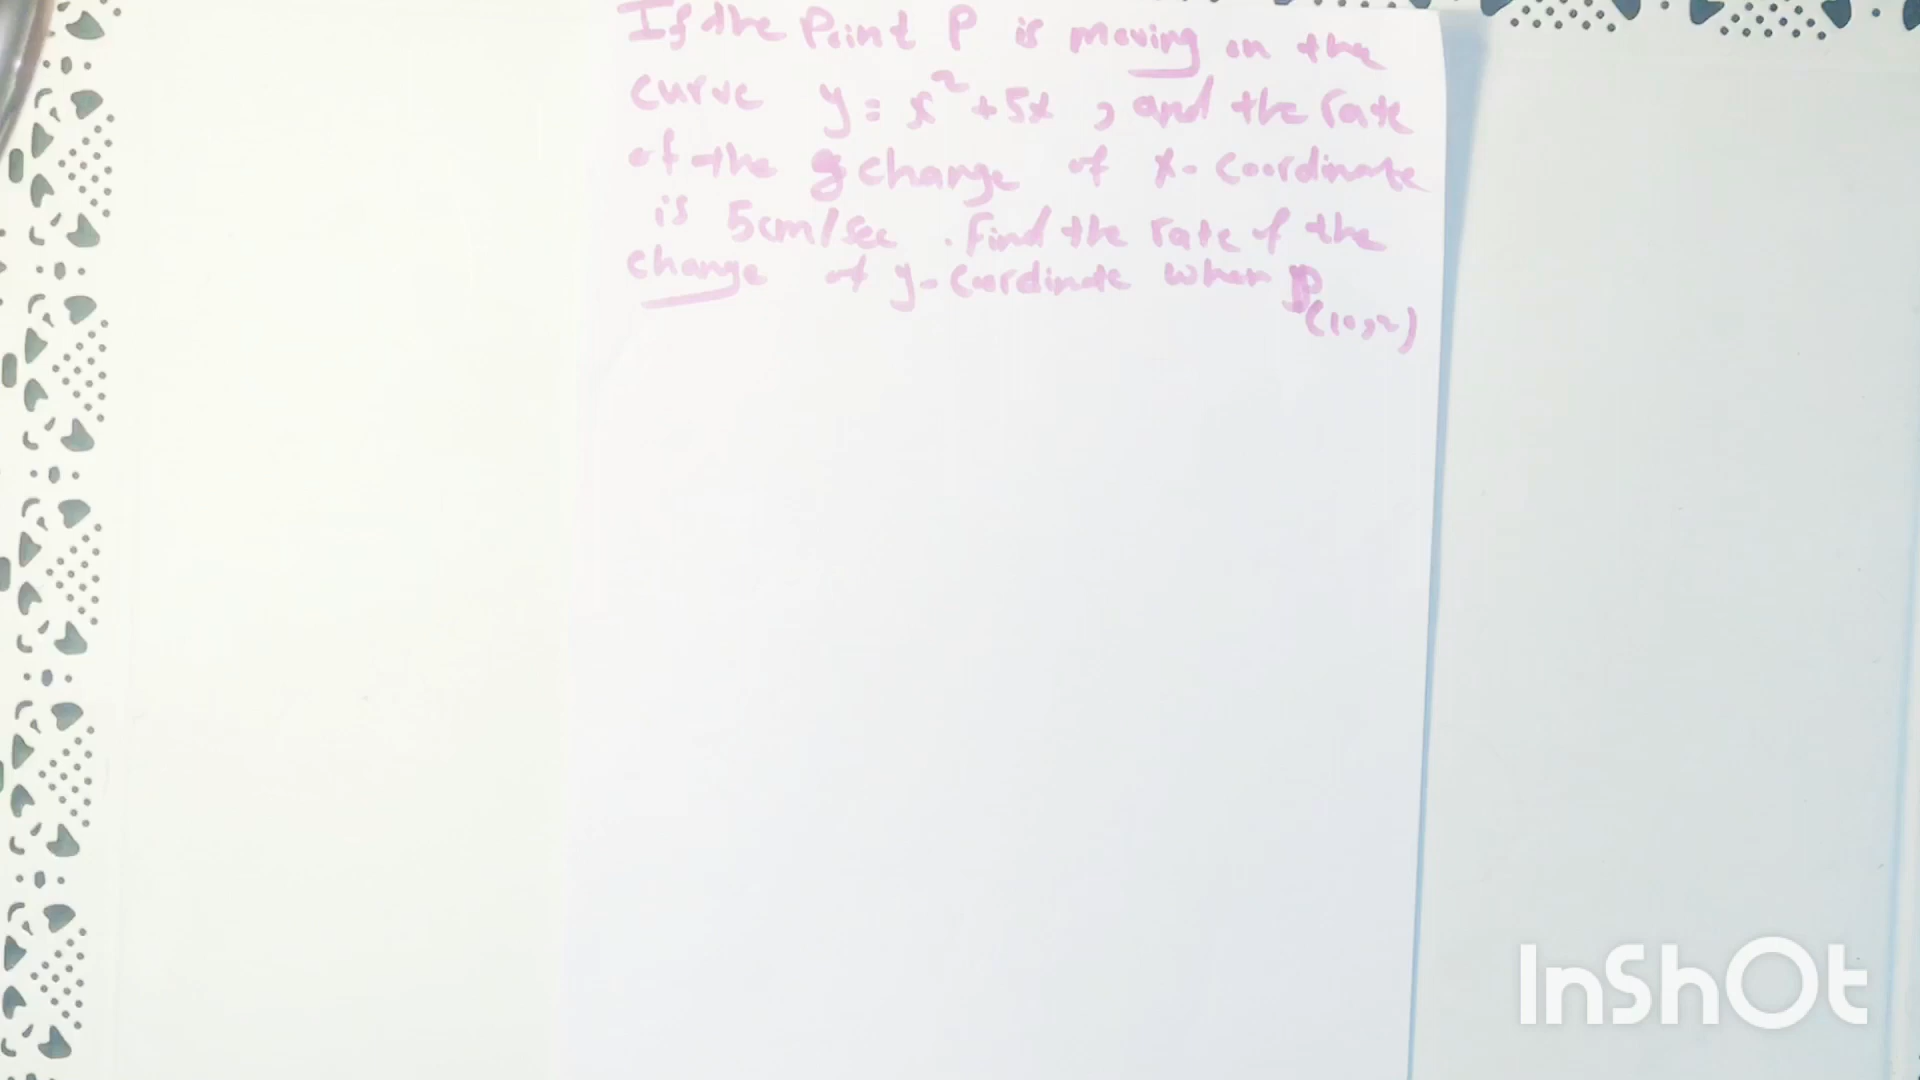 If the Point P is moving on the
curve y = x² + 5x , and the rate
of the change of x-coordinate
is 5cm/sec . Find the rate of the
change of y-coordinate when P
(10,2)
InShOt